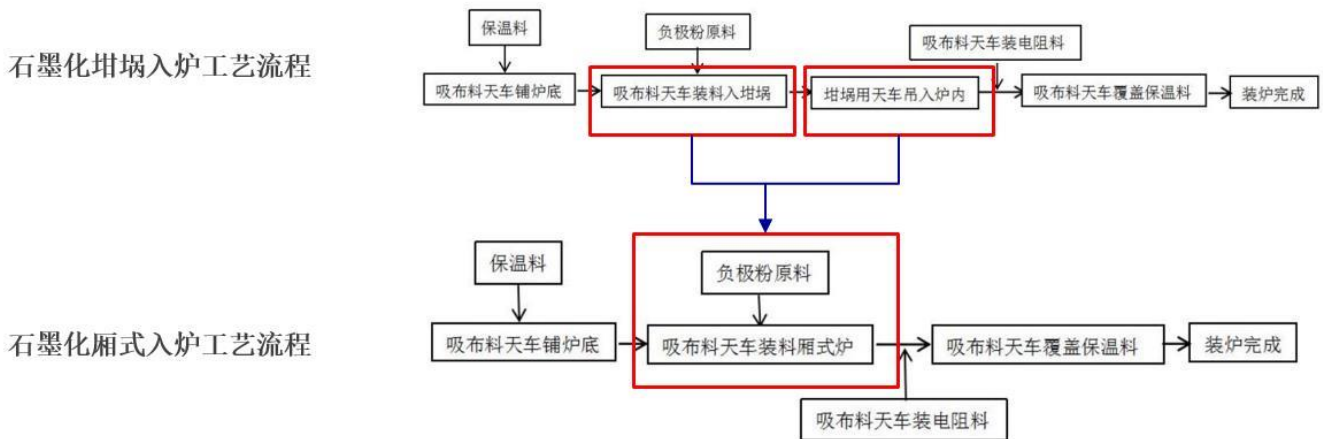 石墨化坩埚入炉工艺流程
保温料
负极粉原料
吸布料天车装电阻料
吸布料天车铺炉底
吸布料天车装料入坩埚
坩埚用天车吊入炉内
吸布料天车覆盖保温料
装炉完成
石墨化厢式入炉工艺流程
保温料
负极粉原料
吸布料天车铺炉底
吸布料天车装料厢式炉
吸布料天车覆盖保温料
装炉完成
吸布料天车装电阻料